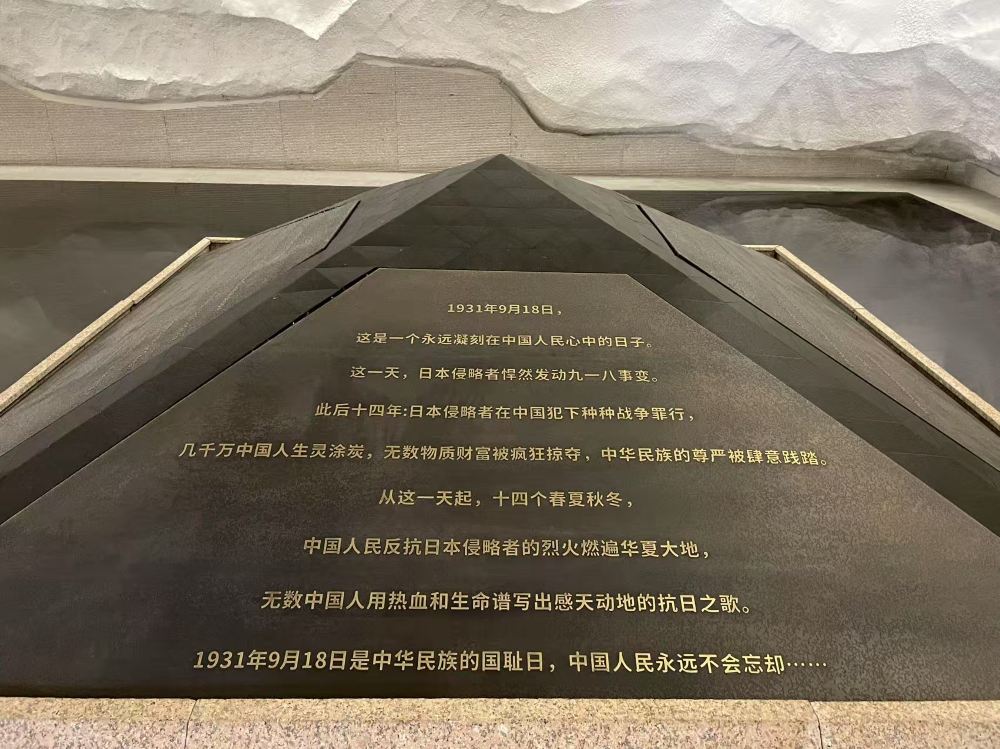 1931年9月18日，
这是一个永远凝刻在中国人民心中的日子。
这一天，日本侵略者悍然发动九一八事变。
此后十四年:日本侵略者在中国犯下种种战争罪行，
几千万中国人生灵涂炭，无数物质财富被疯狂掠夺，中华民族的尊严被肆意践踏。
从这一天起，十四个春夏秋冬，
中国人民反抗日本侵略者的烈火燃遍华夏大地，
无数中国人用热血和生命谱写出感天动地的抗日之歌。
1931年9月18日是中华民族的国耻日，中国人民永远不会忘却……